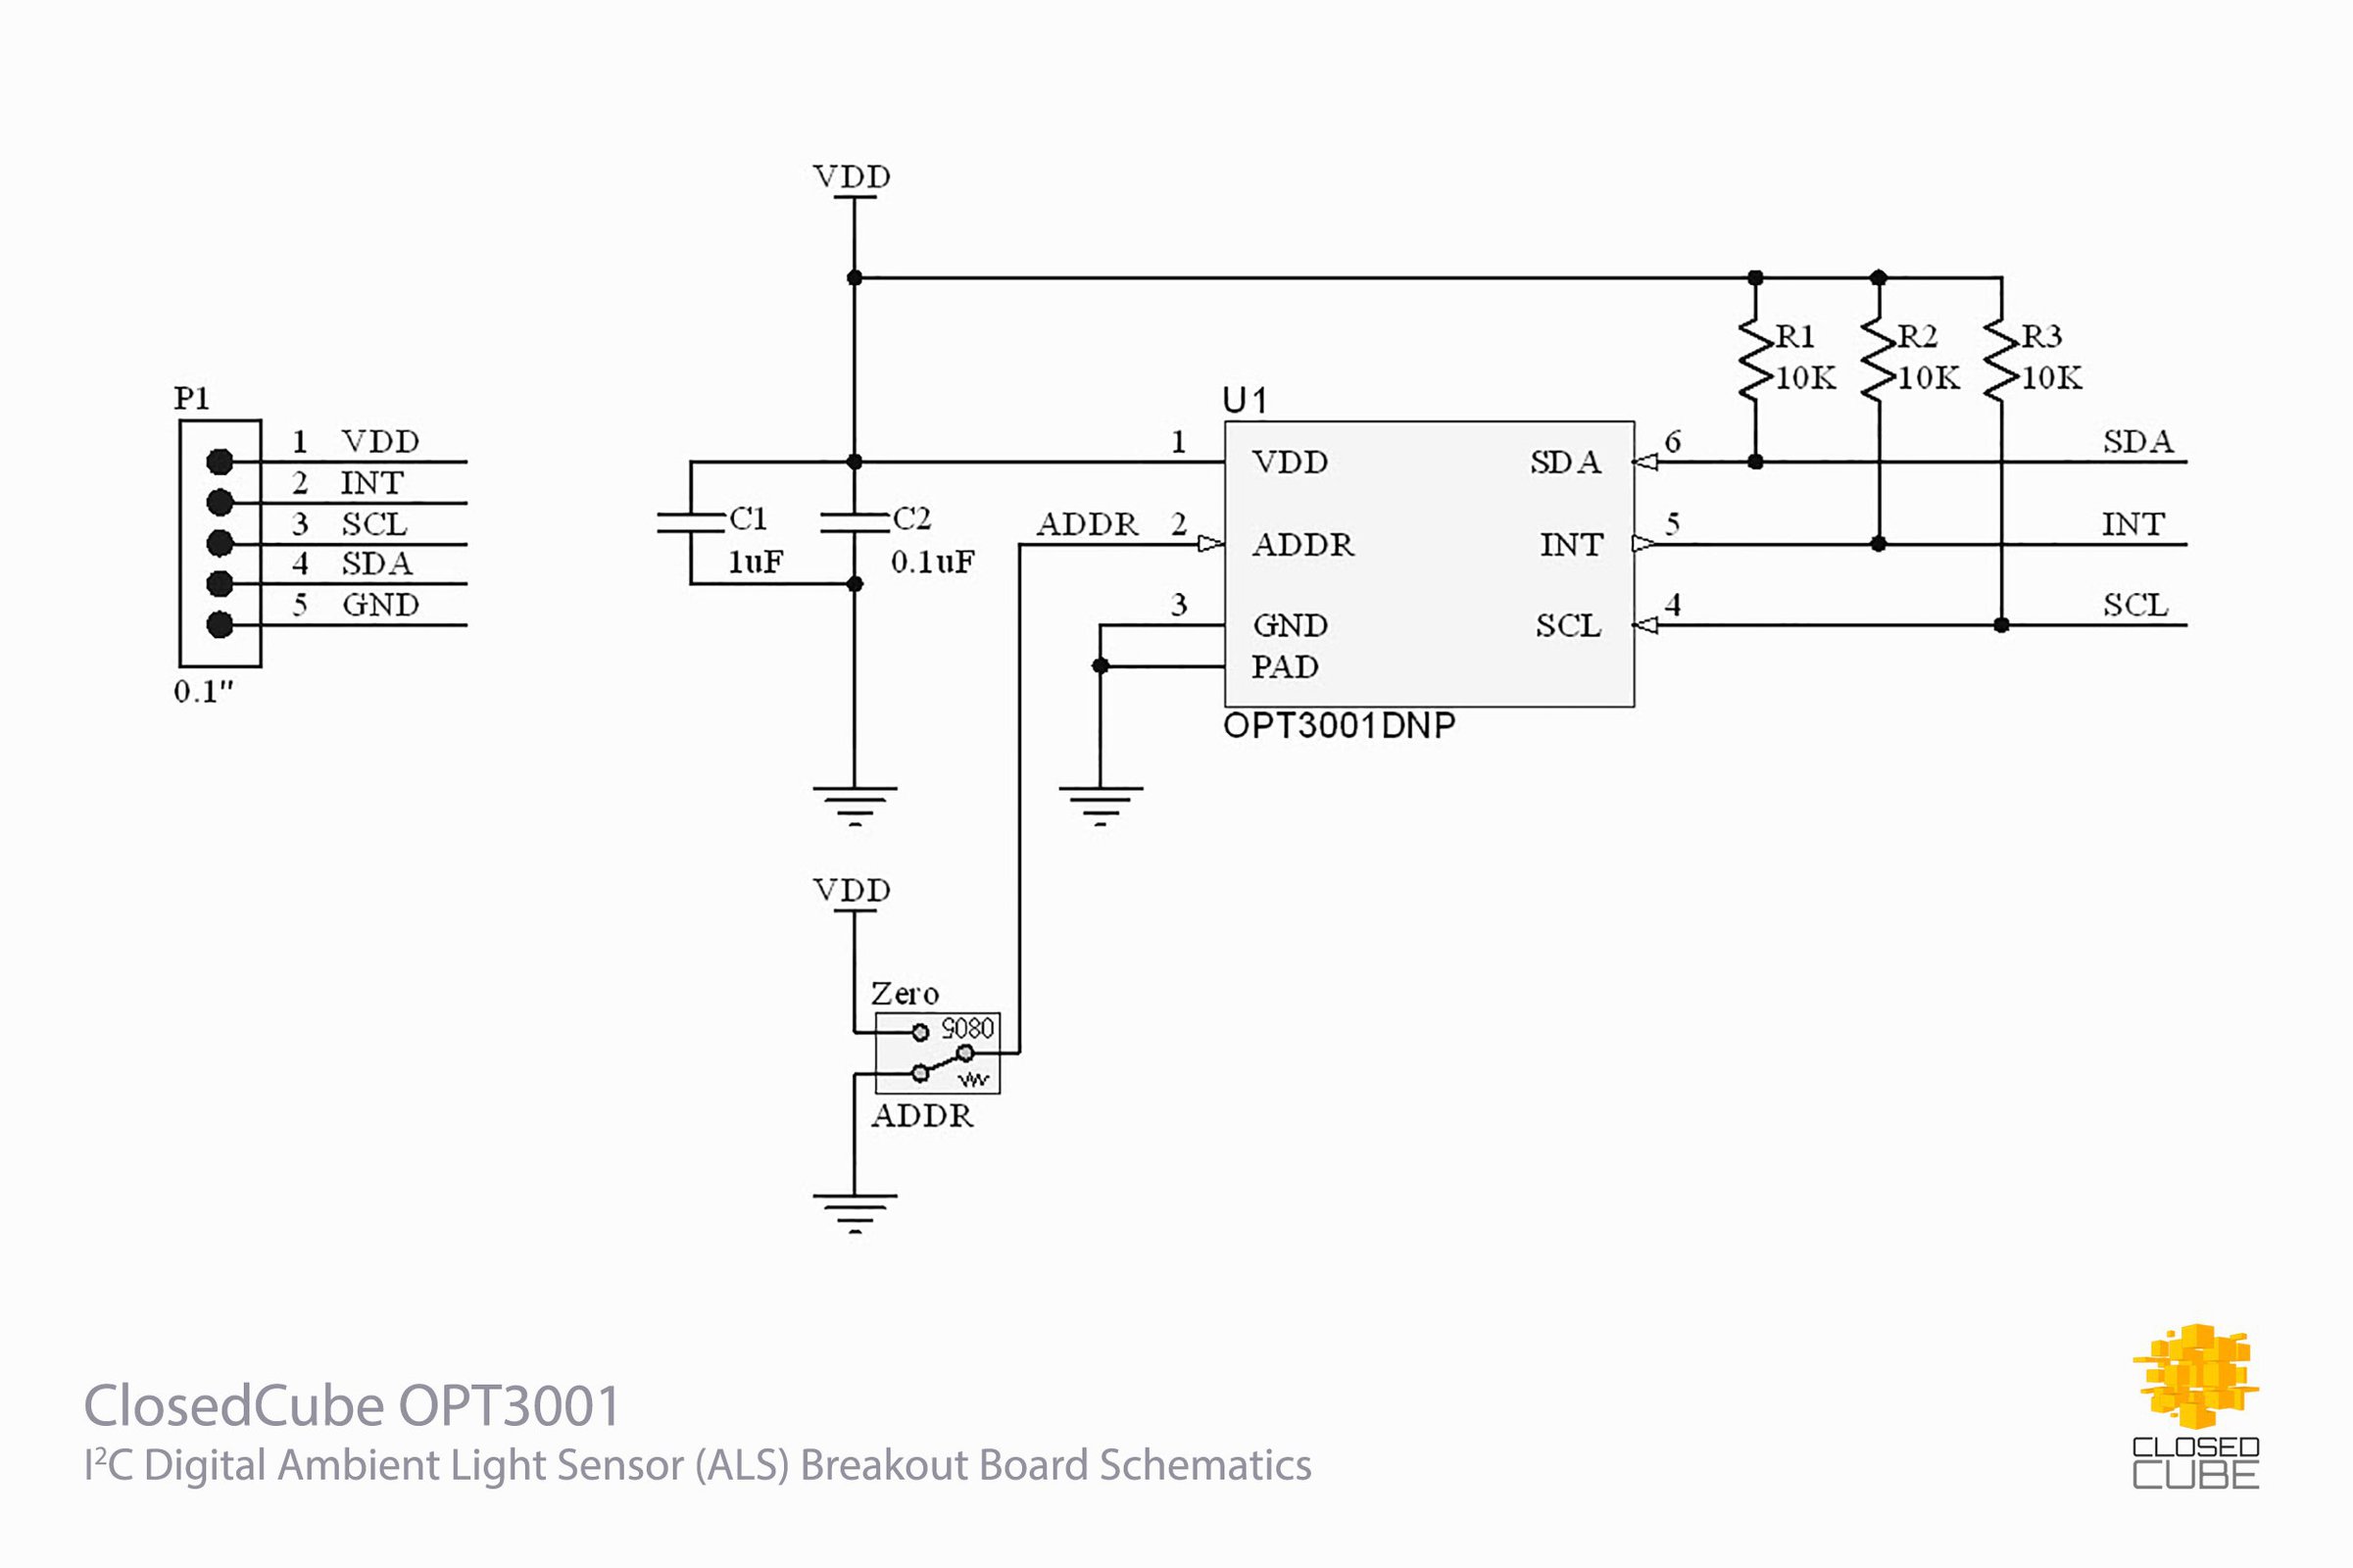 VDD
P1
1 VDD
2 INT
3 SCL
4 SDA
5 GND
0.1"
C1
1uF
C2
0.1uF
U1
1 VDD
ADDR 2 ADDR
3 GND
PAD
SDA 6 SDA
INT 5 INT
SCL 4 SCL
OPT3001DNP
R1
10K
R2
10K
R3
10K
VDD
Zero
0805
ADDR
ClosedCube OPT3001
I²C Digital Ambient Light Sensor (ALS) Breakout Board Schematics
CLOSED
CUBE